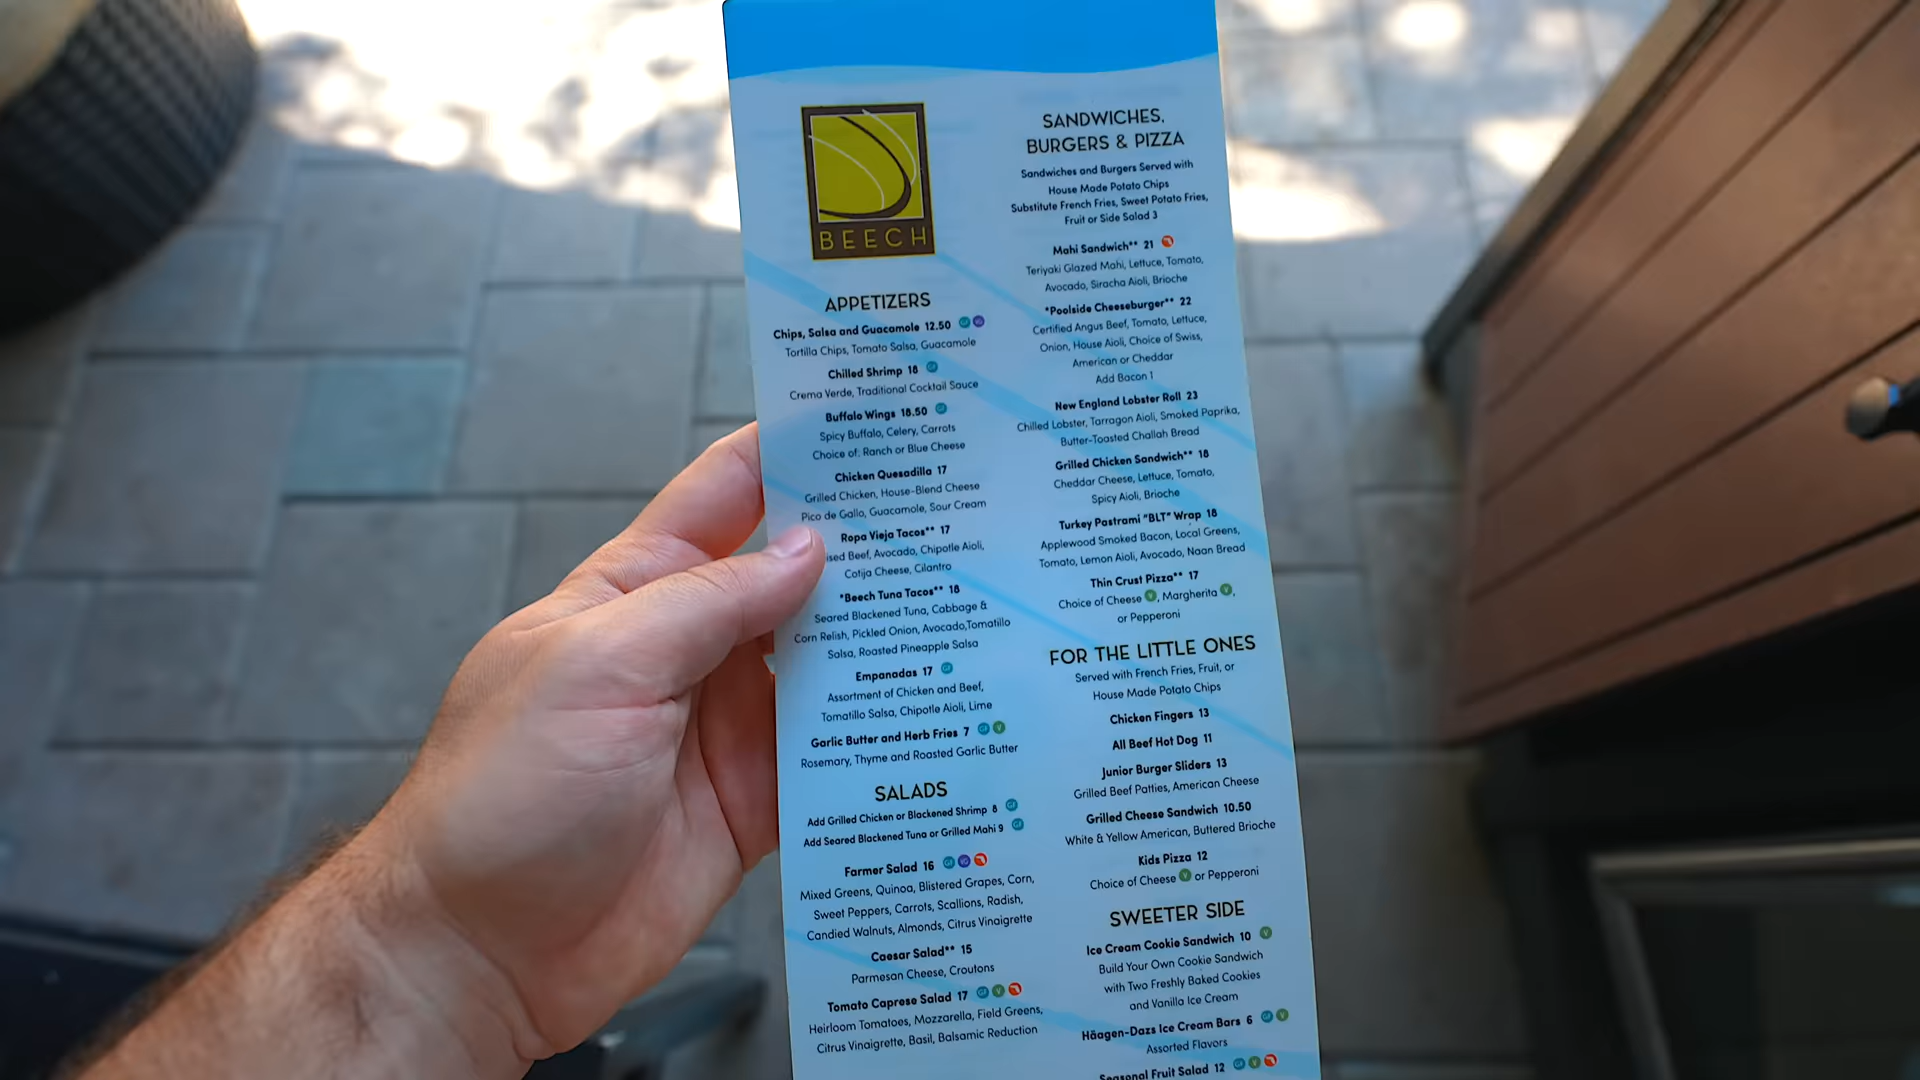 BEECH
APPETIZERS
Chips, Salsa and Guacamole 12.50 GF VG
Tortilla Chips, Tomato Salsa, Guacamole
Chilled Shrimp 18 GF
Crema Verde, Traditional Cocktail Sauce
Buffalo Wings 18.50 GF
Spicy Buffalo, Celery, Carrots
Choice of: Ranch or Blue Cheese
Chicken Quesadilla 17
Grilled Chicken, House-Blend Cheese
Pico de Gallo, Guacamole, Sour Cream
Ropa Vieja Tacos** 17
Beef, Avocado, Chipotle Aioli,
Cotija Cheese, Cilantro
*Beech Tuna Tacos** 18
Seared Blackened Tuna, Cabbage &
Corn Relish, Pickled Onion, Avocado,Tomatillo
Salsa, Roasted Pineapple Salsa
Empanadas 17 GF
Assortment of Chicken and Beef,
Tomatillo Salsa, Chipotle Aioli, Lime
Garlic Butter and Herb Fries 7 GF V
Rosemary, Thyme and Roasted Garlic Butter
SALADS
Add Grilled Chicken or Blackened Shrimp 8 GF
Add Seared Blackened Tuna or Grilled Mahi 9 GF
Farmer Salad 16 GF VG
Mixed Greens, Quinoa, Blistered Grapes, Corn,
Sweet Peppers, Carrots, Scallions, Radish,
Candied Walnuts, Almonds, Citrus Vinaigrette
Caesar Salad** 15
Parmesan Cheese, Croutons
Tomato Caprese Salad 17 GF V
Heirloom Tomatoes, Mozzarella, Field Greens,
Citrus Vinaigrette, Basil, Balsamic Reduction
SANDWICHES,
BURGERS & PIZZA
Sandwiches and Burgers Served with
House Made Potato Chips
Substitute French Fries, Sweet Potato Fries,
Fruit or Side Salad 3
Mahi Sandwich** 21
Teriyaki Glazed Mahi, Lettuce, Tomato,
Avocado, Siracha Aioli, Brioche
*Poolside Cheeseburger** 22
Certified Angus Beef, Tomato, Lettuce,
Onion, House Aioli, Choice of Swiss,
American or Cheddar
Add Bacon 1
New England Lobster Roll 23
Chilled Lobster, Tarragon Aioli, Smoked Paprika,
Butter-Toasted Challah Bread
Grilled Chicken Sandwich** 18
Cheddar Cheese, Lettuce, Tomato,
Spicy Aioli, Brioche
Turkey Pastrami "BLT" Wrap 18
Applewood Smoked Bacon, Local Greens,
Tomato, Lemon Aioli, Avocado, Naan Bread
Thin Crust Pizza** 17
Choice of Cheese V, Margherita V,
or Pepperoni
FOR THE LITTLE ONES
Served with French Fries, Fruit, or
House Made Potato Chips
Chicken Fingers 13
All Beef Hot Dog 11
Junior Burger Sliders 13
Grilled Beef Patties, American Cheese
Grilled Cheese Sandwich 10.50
White & Yellow American, Buttered Brioche
Kids Pizza 12
Choice of Cheese V or Pepperoni
SWEETER SIDE
Ice Cream Cookie Sandwich 10 V
Build Your Own Cookie Sandwich
with Two Freshly Baked Cookies
and Vanilla Ice Cream
Häagen-Dazs Ice Cream Bars 6 GF V
Assorted Flavors
Seasonal Fruit Salad 12 GF V